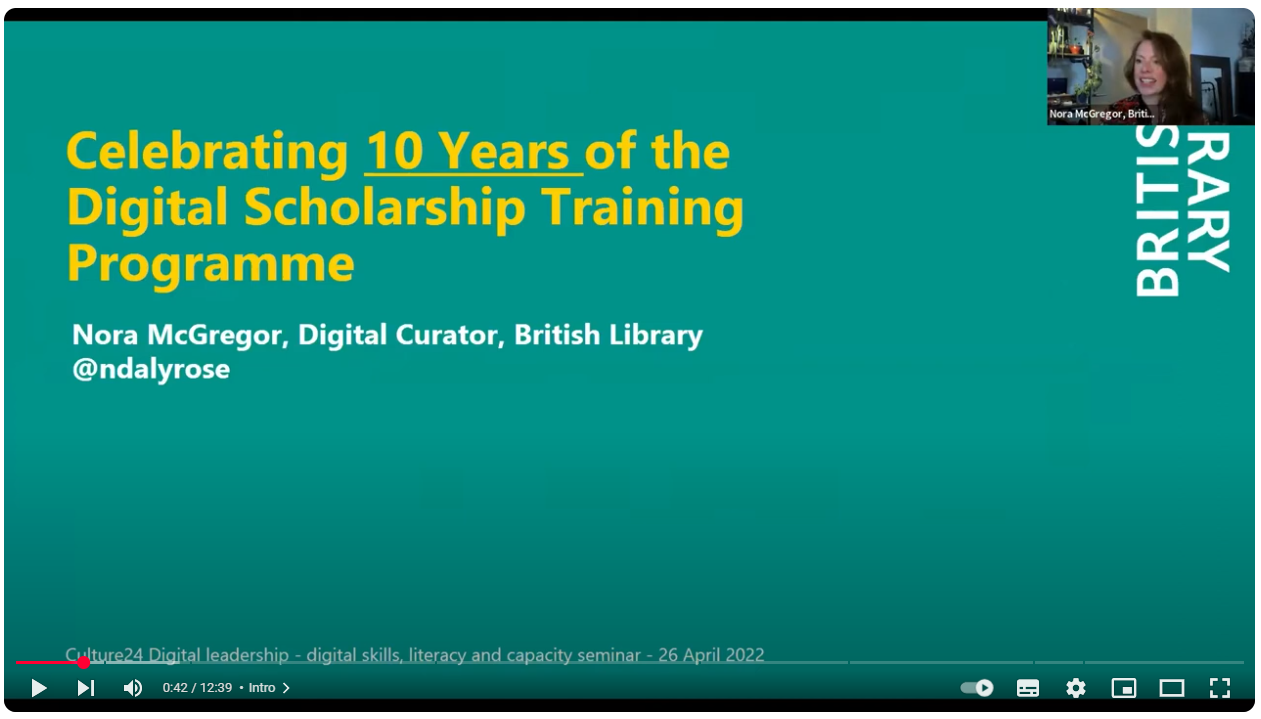 Celebrating 10 Years of the
Digital Scholarship Training
Programme
Nora McGregor, Digital Curator, British Library
@ndalyrose
Nora McGregor, Briti...
BRITIS
RARY
Culture24 Digital leadership - digital skills, literacy and capacity seminar - 26 April 2022
0:42 / 12:39 • Intro